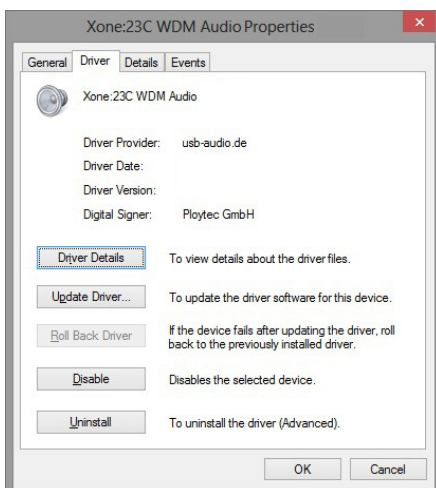 Xone:23C WDM Audio Properties
×
General Driver Details Events
Xone:23C WDM Audio
Driver Provider: usb-audio.de
Driver Date:
Driver Version:
Digital Signer: Ploytec GmbH
Driver Details To view details about the driver files.
Update Driver... To update the driver software for this device.
Roll Back Driver If the device fails after updating the driver, roll
back to the previously installed driver.
Disable Disables the selected device.
Uninstall To uninstall the driver (Advanced).
OK Cancel